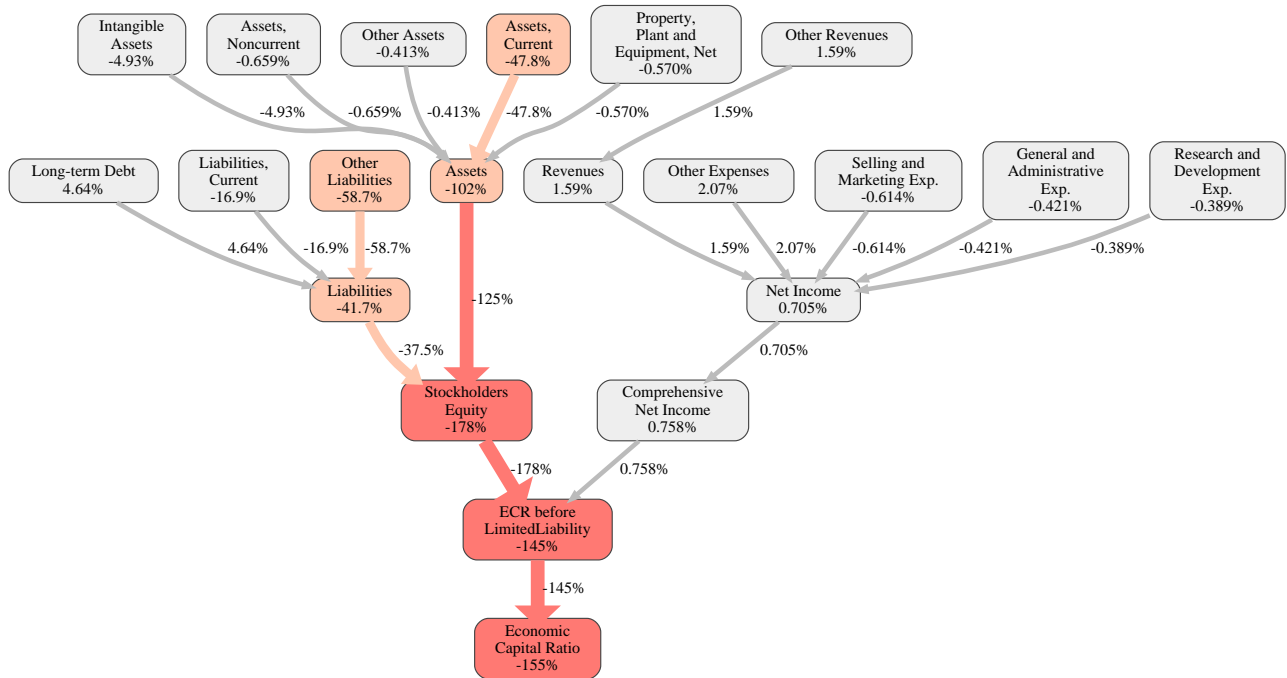 Intangible
Assets
-4.93%
Assets,
Noncurrent
-0.659%
Other Assets
-0.413%
Assets,
Current
-47.8%
Property,
Plant and
Equipment, Net
-0.570%
Other Revenues
1.59%
-4.93%
-0.659%
-0.413%
-47.8%
-0.570%
1.59%
Long-term Debt
4.64%
Liabilities,
Current
-16.9%
Other
Liabilities
-58.7%
Assets
-102%
Revenues
1.59%
Other Expenses
2.07%
Selling and
Marketing Exp.
-0.614%
General and
Administrative
Exp.
-0.421%
Research and
Development
Exp.
-0.389%
4.64%
-16.9%
-58.7%
1.59%
2.07%
-0.614%
-0.421%
-0.389%
Liabilities
-41.7%
-125%
Net Income
0.705%
-37.5%
0.705%
Stockholders
Equity
-178%
Comprehensive
Net Income
0.758%
-178%
0.758%
ECR before
LimitedLiability
-145%
-145%
Economic
Capital Ratio
-155%